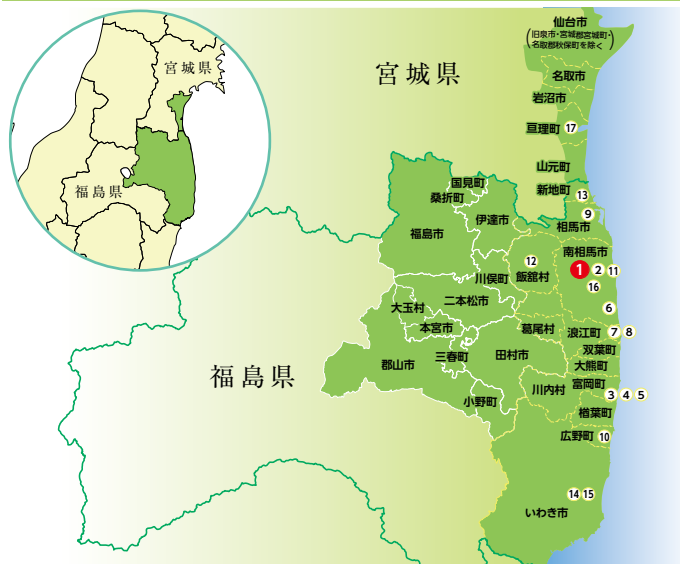 宮城県
福島県
宮城県
福島県
仙台市
(旧泉市・宮城郡宮城町・
名取郡秋保町を除く)
名取市
岩沼市
亘理町 17
山元町
新地町
13
9
相馬市
国見町
桑折町
伊達市
福島市
南相馬市
1 2 11
16
12
飯舘村
川俣町
6
二本松市
大玉村
本宮市
葛尾村
浪江町 7 8
双葉町
大熊町
三春町
田村市
郡山市
富岡町
川内村
3 4 5
小野町
楢葉町
広野町 10
14 15
いわき市